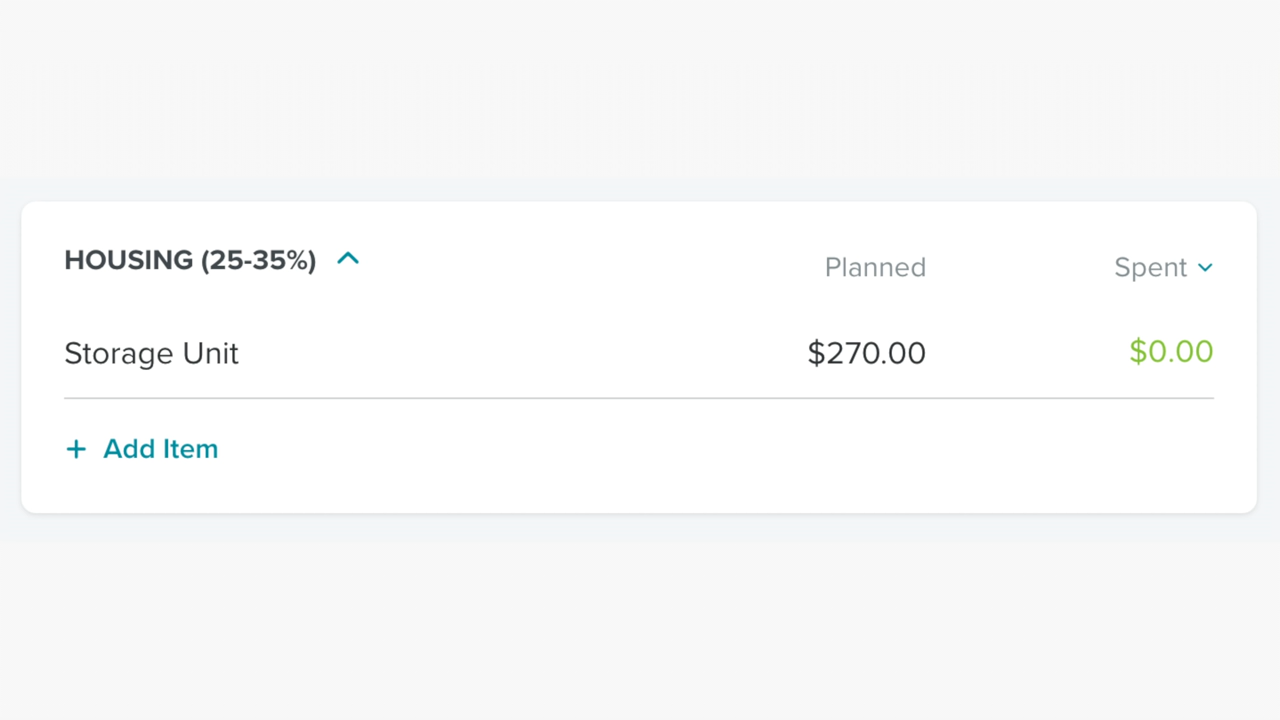 HOUSING (25-35%)
Planned
Spent
Storage Unit
$270.00
$0.00
+ Add Item